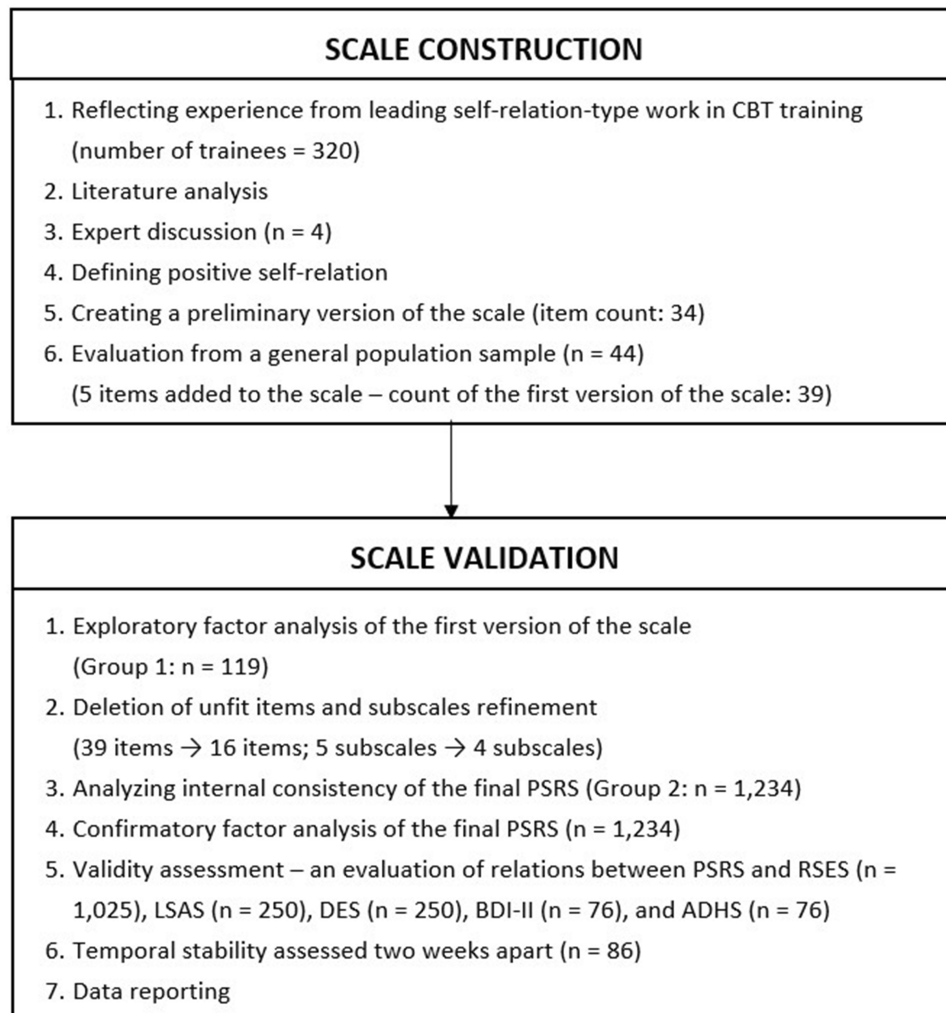 SCALE CONSTRUCTION
1. Reflecting experience from leading self-relation-type work in CBT training
(number of trainees = 320)
2. Literature analysis
3. Expert discussion (n = 4)
4. Defining positive self-relation
5. Creating a preliminary version of the scale (item count: 34)
6. Evaluation from a general population sample (n = 44)
(5 items added to the scale – count of the first version of the scale: 39)
SCALE VALIDATION
1. Exploratory factor analysis of the first version of the scale
(Group 1: n = 119)
2. Deletion of unfit items and subscales refinement
(39 items → 16 items; 5 subscales → 4 subscales)
3. Analyzing internal consistency of the final PSRS (Group 2: n = 1,234)
4. Confirmatory factor analysis of the final PSRS (n = 1,234)
5. Validity assessment – an evaluation of relations between PSRS and RSES (n =
1,025), LSAS (n = 250), DES (n = 250), BDI-II (n = 76), and ADHS (n = 76)
6. Temporal stability assessed two weeks apart (n = 86)
7. Data reporting